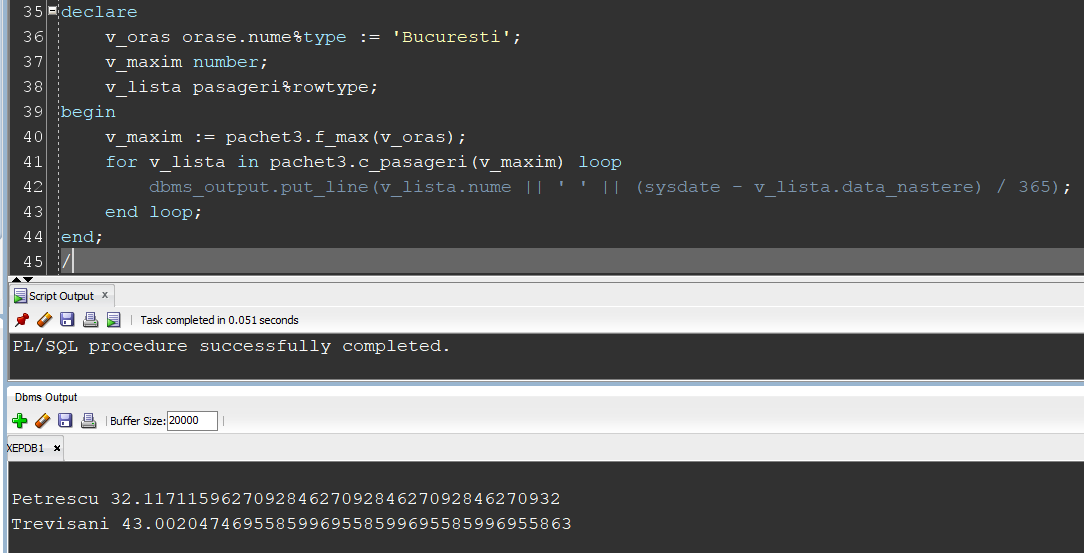 35 declare
36 v_oras orase.nume%type := 'Bucuresti';
37 v_maxim number;
38 v_lista pasageri%rowtype;
39 begin
40 v_maxim := pachet3.f_max(v_oras);
41 for v_lista in pachet3.c_pasageri(v_maxim) loop
42 dbms_output.put_line(v_lista.nume || ' ' || (sysdate - v_lista.data_nastere) / 365);
43 end loop;
44 end;
45 /
Script Output x
Task completed in 0.051 seconds
PL/SQL procedure successfully completed.
Dbms Output
Buffer Size: 20000
XEPDB1 x
Petrescu 32.11711596270928462709284627092846270932
Trevisani 43.00204746955859969558599695585996955863